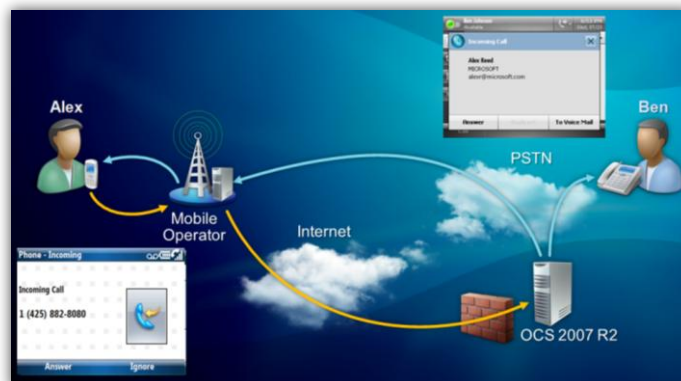 Incoming Call
Alex Reed
MICROSOFT
alexr@microsoft.com
Answer
To Voice Mail
Alex
Ben
PSTN
Mobile
Operator
Internet
Phone - Incoming
Incoming Call
1 (425) 882-8080
Answer
Ignore
OCS 2007 R2